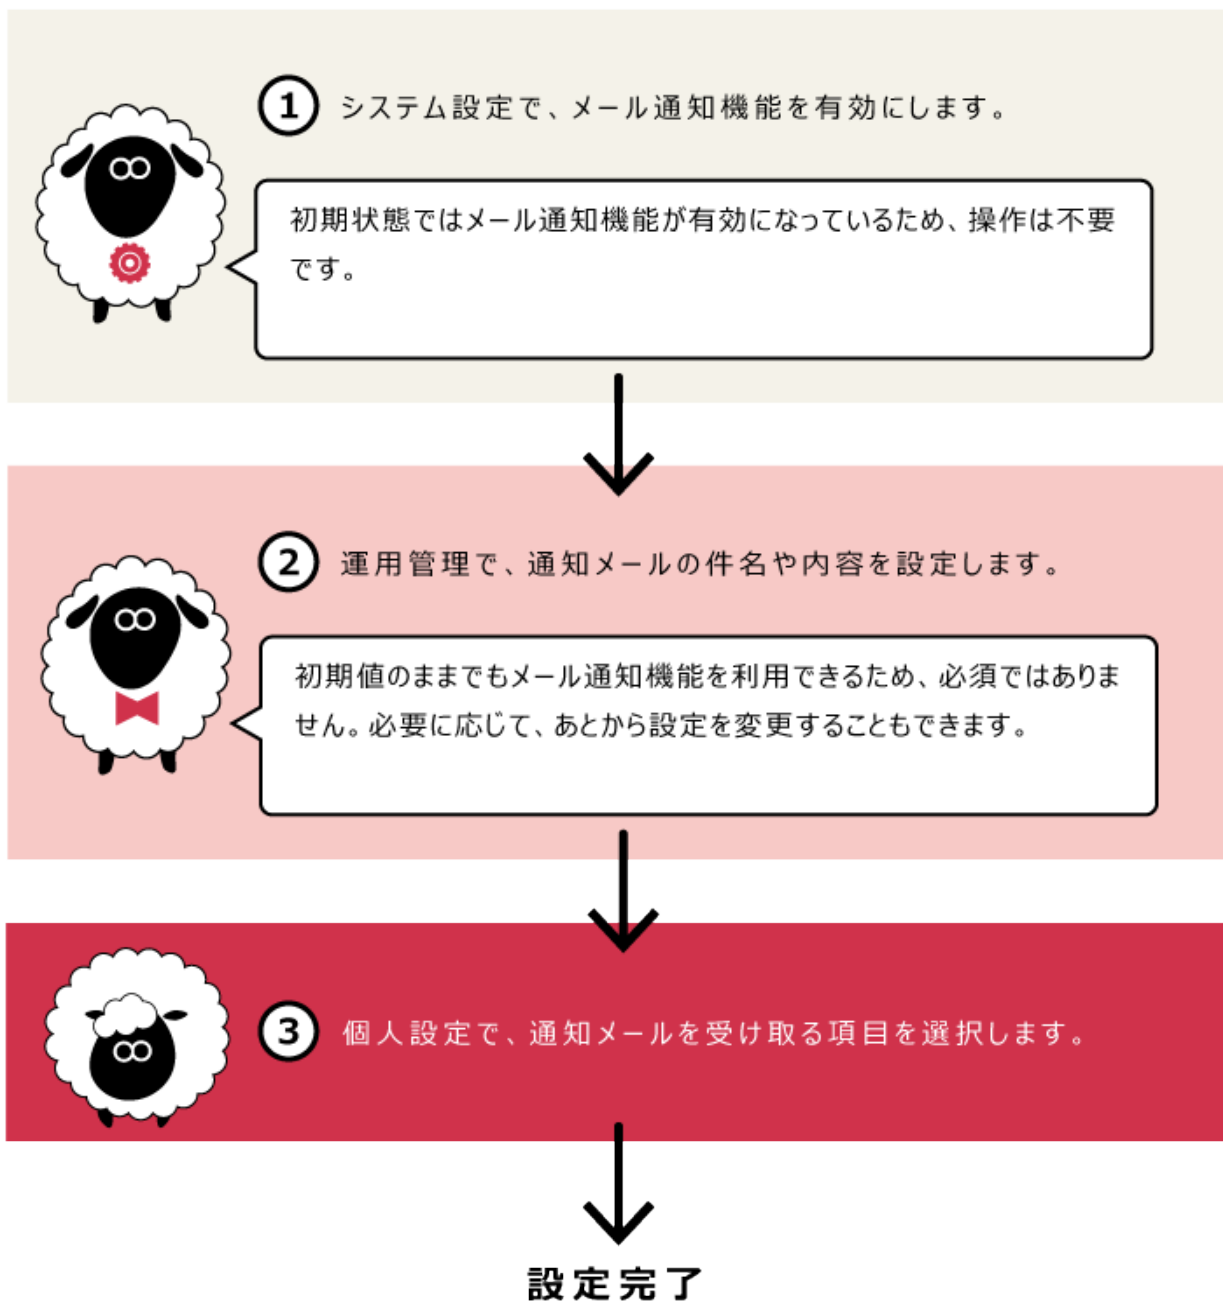 ① システム設定で、メール通知機能を有効にします。
初期状態ではメール通知機能が有効になっているため、操作は不要
です。
② 運用管理で、通知メールの件名や内容を設定します。
初期値のままでもメール通知機能を利用できるため、必須ではありま
せん。必要に応じて、あとから設定を変更することもできます。
③ 個人設定で、通知メールを受け取る項目を選択します。
設定完了